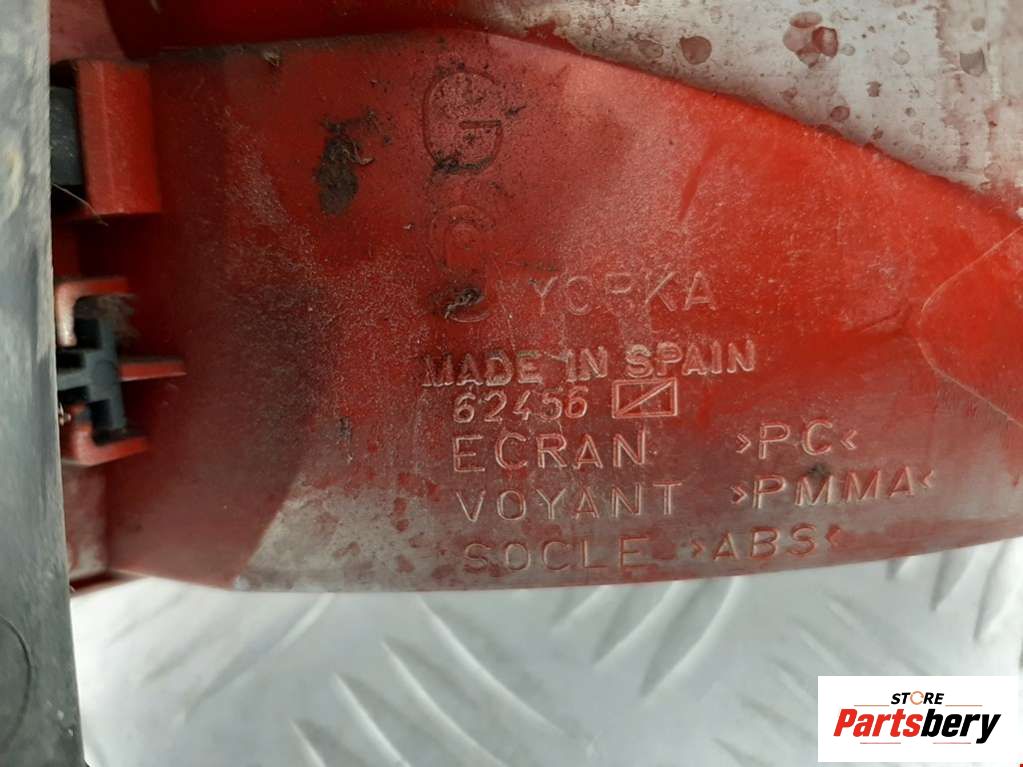 YORKA
MADE IN SPAIN
62456
ECRAN >PC<
VOYANT >PMMA<
SOCLE >ABS<
STORE
Partsbery